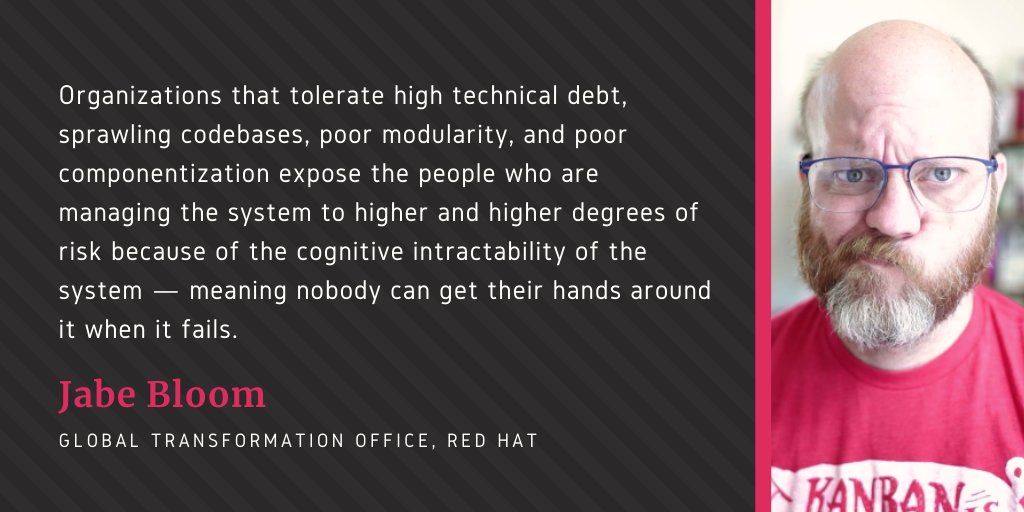 Organizations that tolerate high technical debt,
sprawling codebases, poor modularity, and poor
componentization expose the people who are
managing the system to higher and higher degrees of
risk because of the cognitive intractability of the
system — meaning nobody can get their hands around
it when it fails.
Jabe Bloom
GLOBAL TRANSFORMATION OFFICE, RED HAT
KANBAN